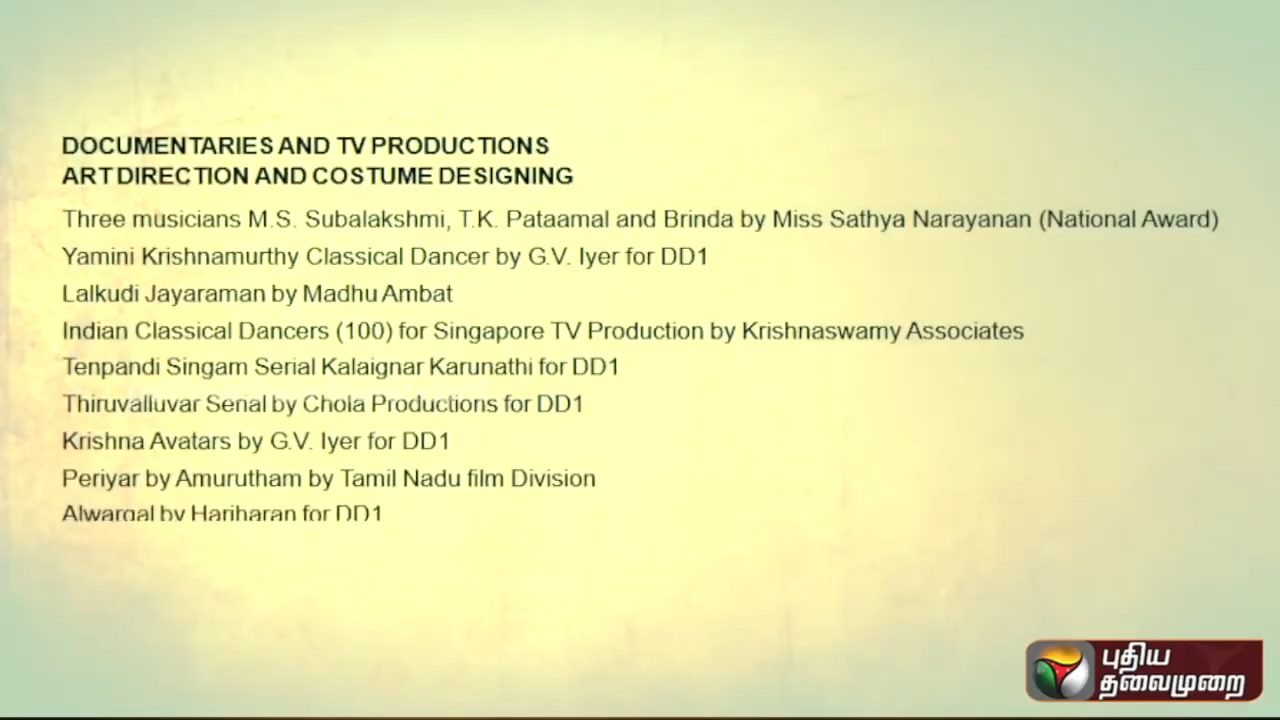 DOCUMENTARIES AND TV PRODUCTIONS
ART DIRECTION AND COSTUME DESIGNING
Three musicians M.S. Subalakshmi, T.K. Pataamal and Brinda by Miss Sathya Narayanan (National Award)
Yamini Krishnamurthy Classical Dancer by G.V. Iyer for DD1
Lalkudi Jayaraman by Madhu Ambat
Indian Classical Dancers (100) for Singapore TV Production by Krishnaswamy Associates
Tenpandi Singam Serial Kalaignar Karunathi for DD1
Thiruvalluvar Serial by Chola Productions for DD1
Krishna Avatars by G.V. Iyer for DD1
Periyar by Amurutham by Tamil Nadu film Division
Alwargal by Hariharan for DD1
புதிய
தலைமுறை